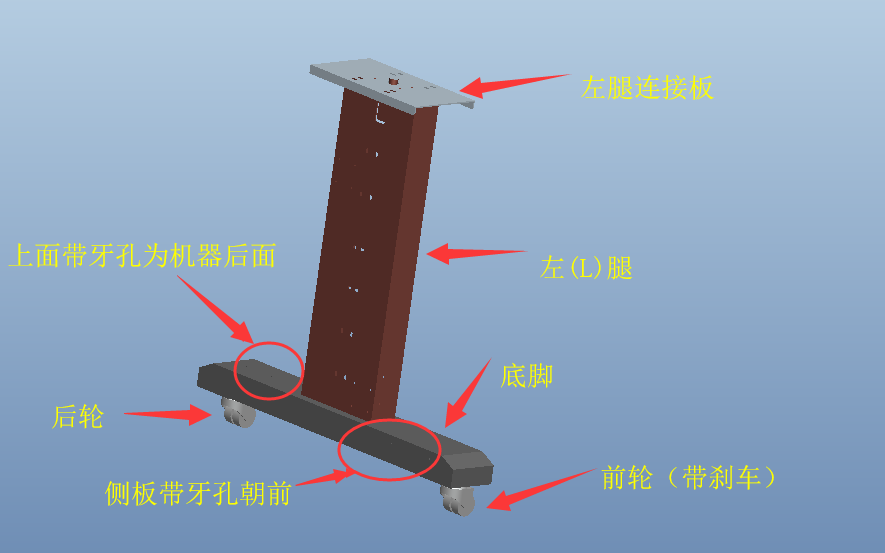 左腿连接板
上面带牙孔为机器后面
左(L)腿
底脚
后轮
侧板带牙孔朝前
前轮（带刹车）